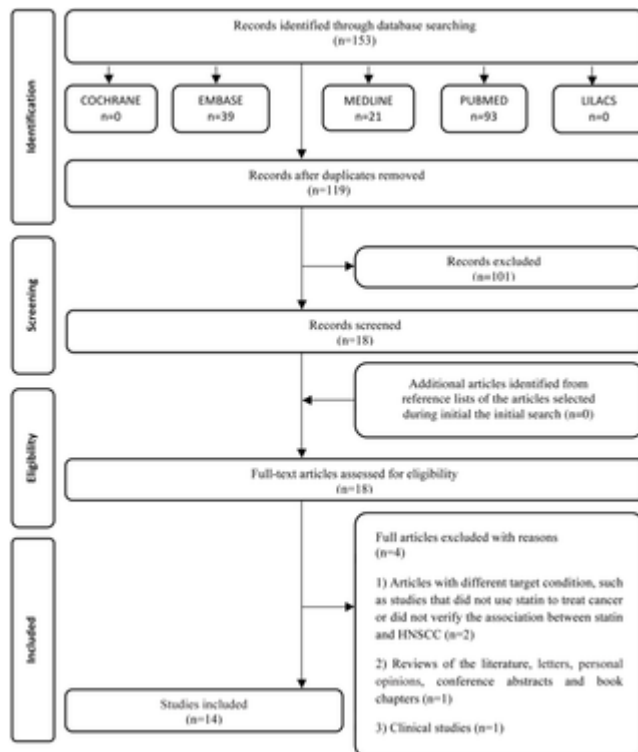 Identification
Records identified through database searching
(n=153)
COCHRANE
n=0
EMBASE
n=39
MEDLINE
n=21
PUBMED
n=93
LILACS
n=0
Records after duplicates removed
(n=119)
Screening
Records excluded
(n=101)
Records screened
(n=18)
Eligibility
Additional articles identified from
reference lists of the articles selected
during initial the initial search (n=0)
Full-text articles assessed for eligibility
(n=18)
Included
Full articles excluded with reasons
(n=4)
1) Articles with different target condition, such
as studies that did not use statin to treat cancer
or did not verify the association between statin
and HNSCC (n=2)
2) Reviews of the literature, letters, personal
opinions, conference abstracts and book
chapters (n=1)
3) Clinical studies (n=1)
Studies included
(n=14)